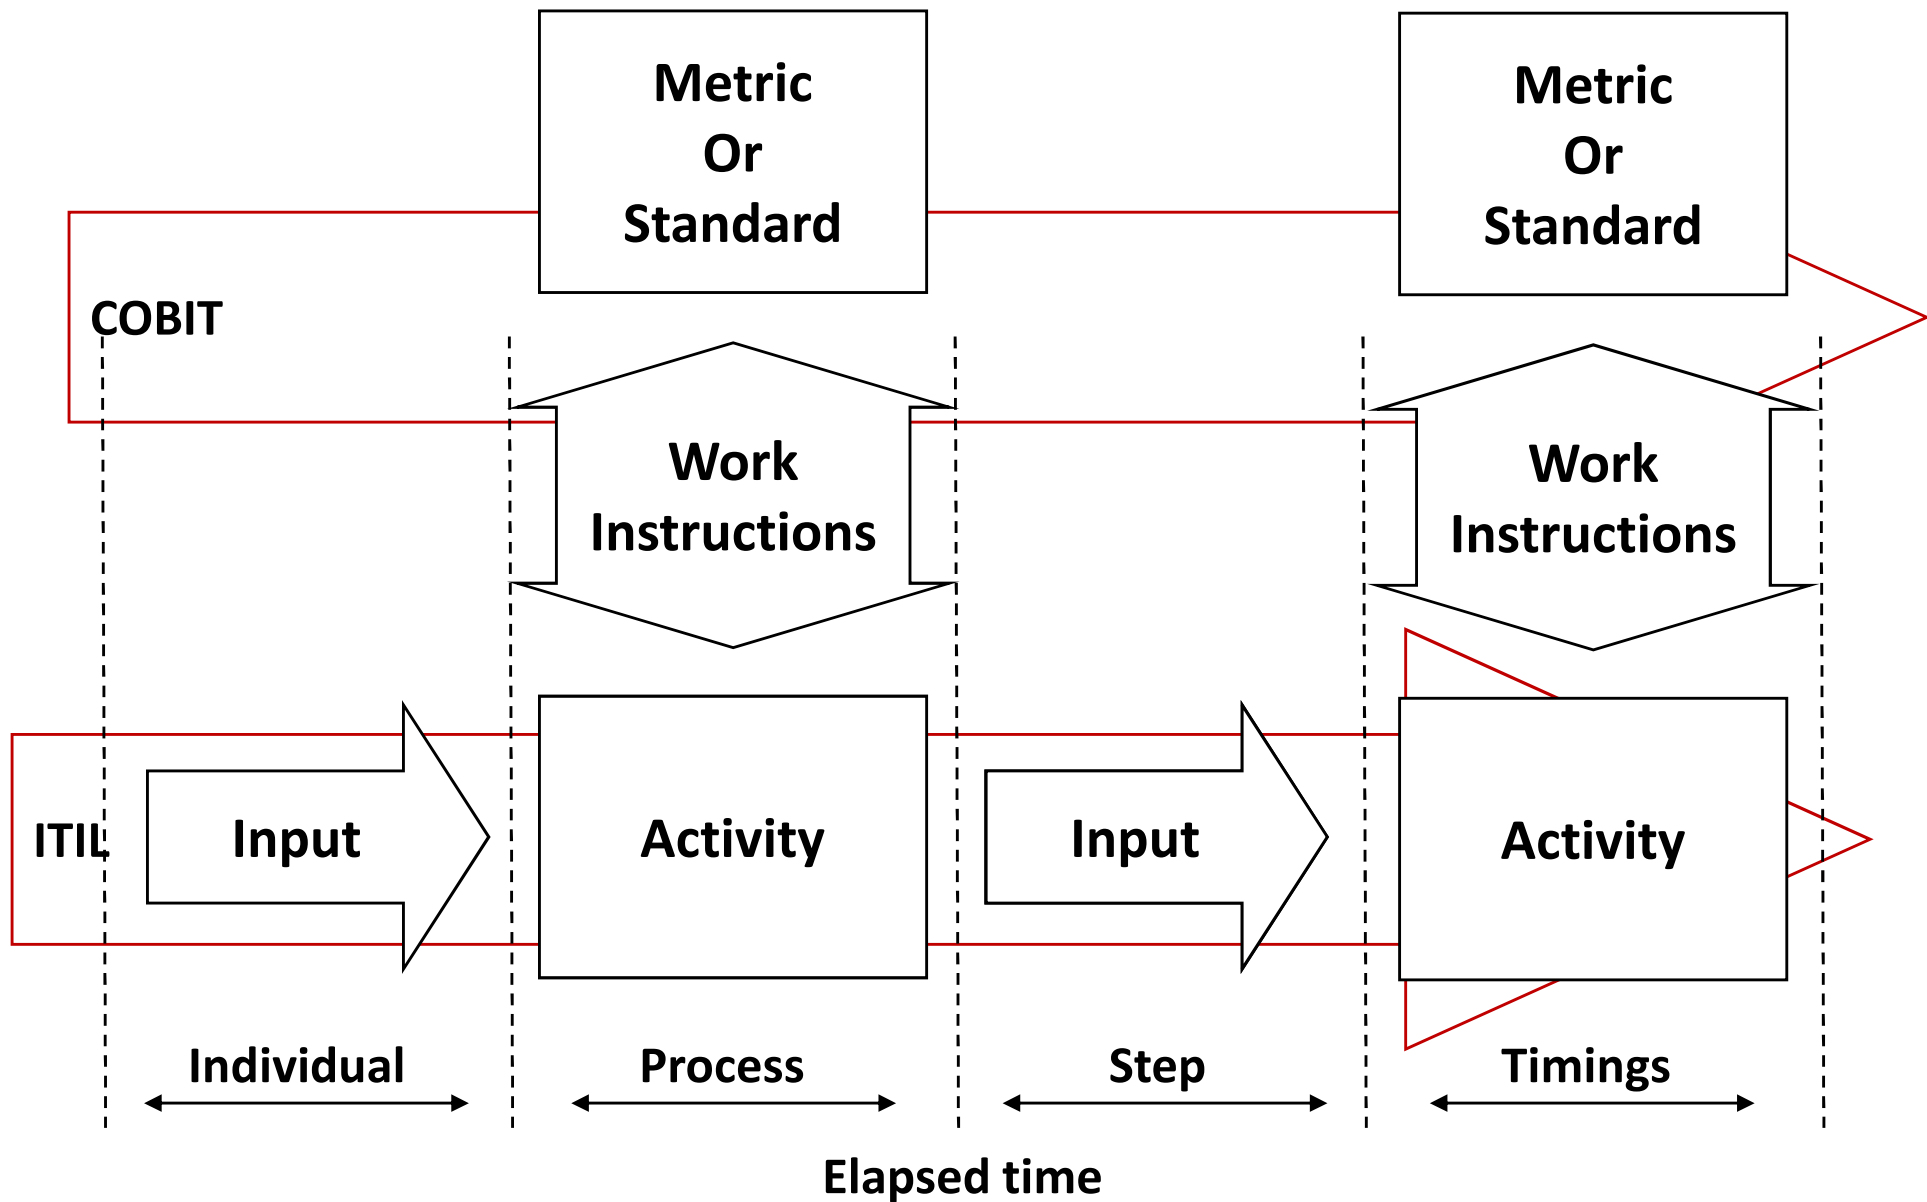 Metric
Or
Standard
Metric
Or
Standard
COBIT
Work
Instructions
Work
Instructions
ITIL
Input
Activity
Input
Activity
Individual
Process
Step
Timings
Elapsed time